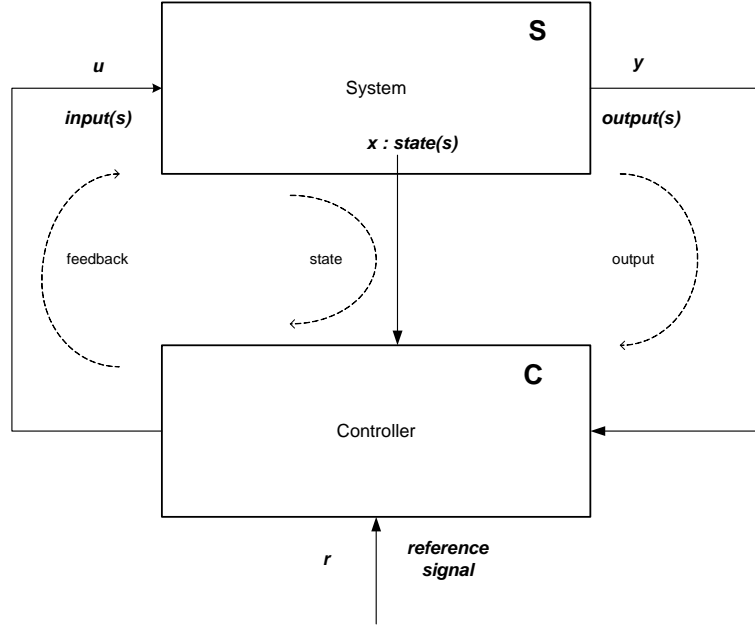 S
u
y
System
input(s)
output(s)
x : state(s)
feedback
state
output
C
Controller
r
reference
signal